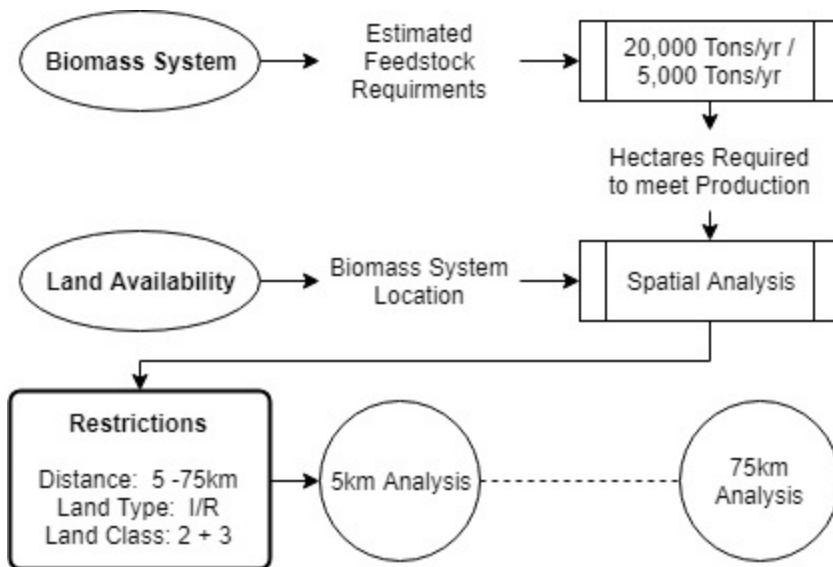 Biomass System
Estimated
Feedstock
Requirments
20,000 Tons/yr /
5,000 Tons/yr
Hectares Required
to meet Production
Land Availability
Biomass System
Location
Spatial Analysis
Restrictions
Distance: 5 -75km
Land Type: I/R
Land Class: 2 + 3
5km Analysis
75km
Analysis